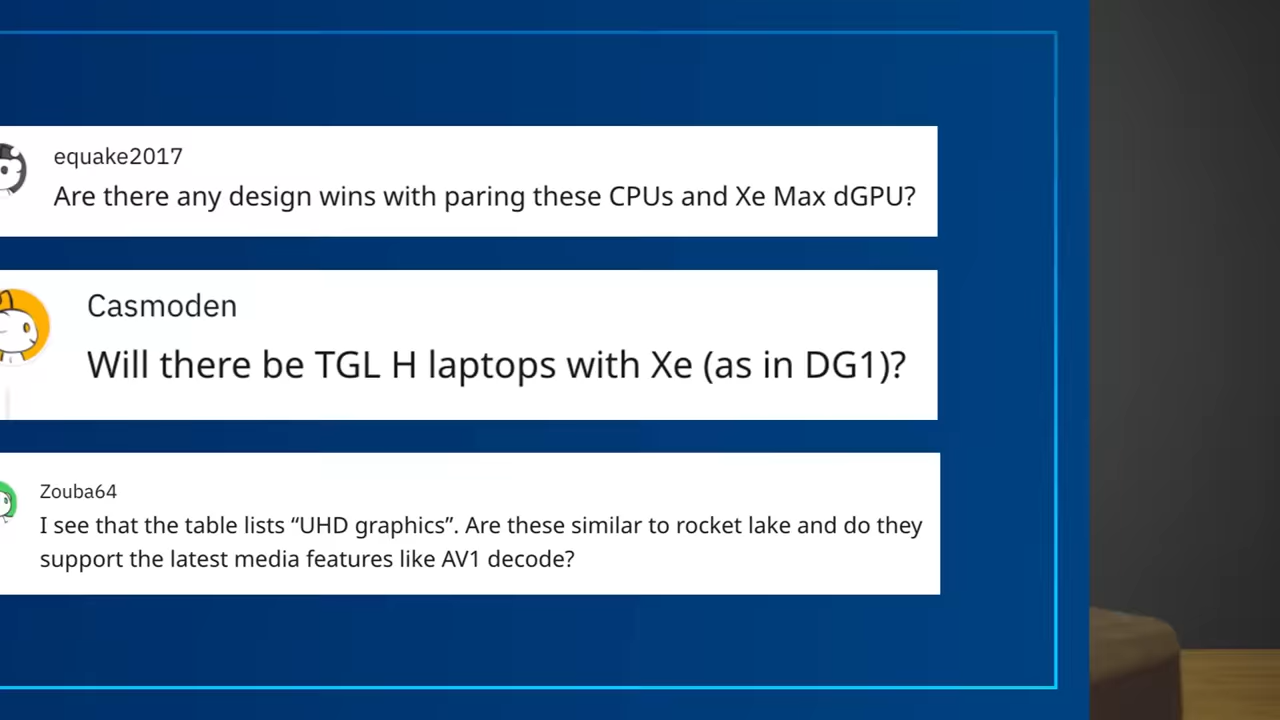 equake2017
Are there any design wins with paring these CPUs and Xe Max dGPU?
Casmoden
Will there be TGL H laptops with Xe (as in DG1)?
Zouba64
I see that the table lists “UHD graphics”. Are these similar to rocket lake and do they
support the latest media features like AV1 decode?